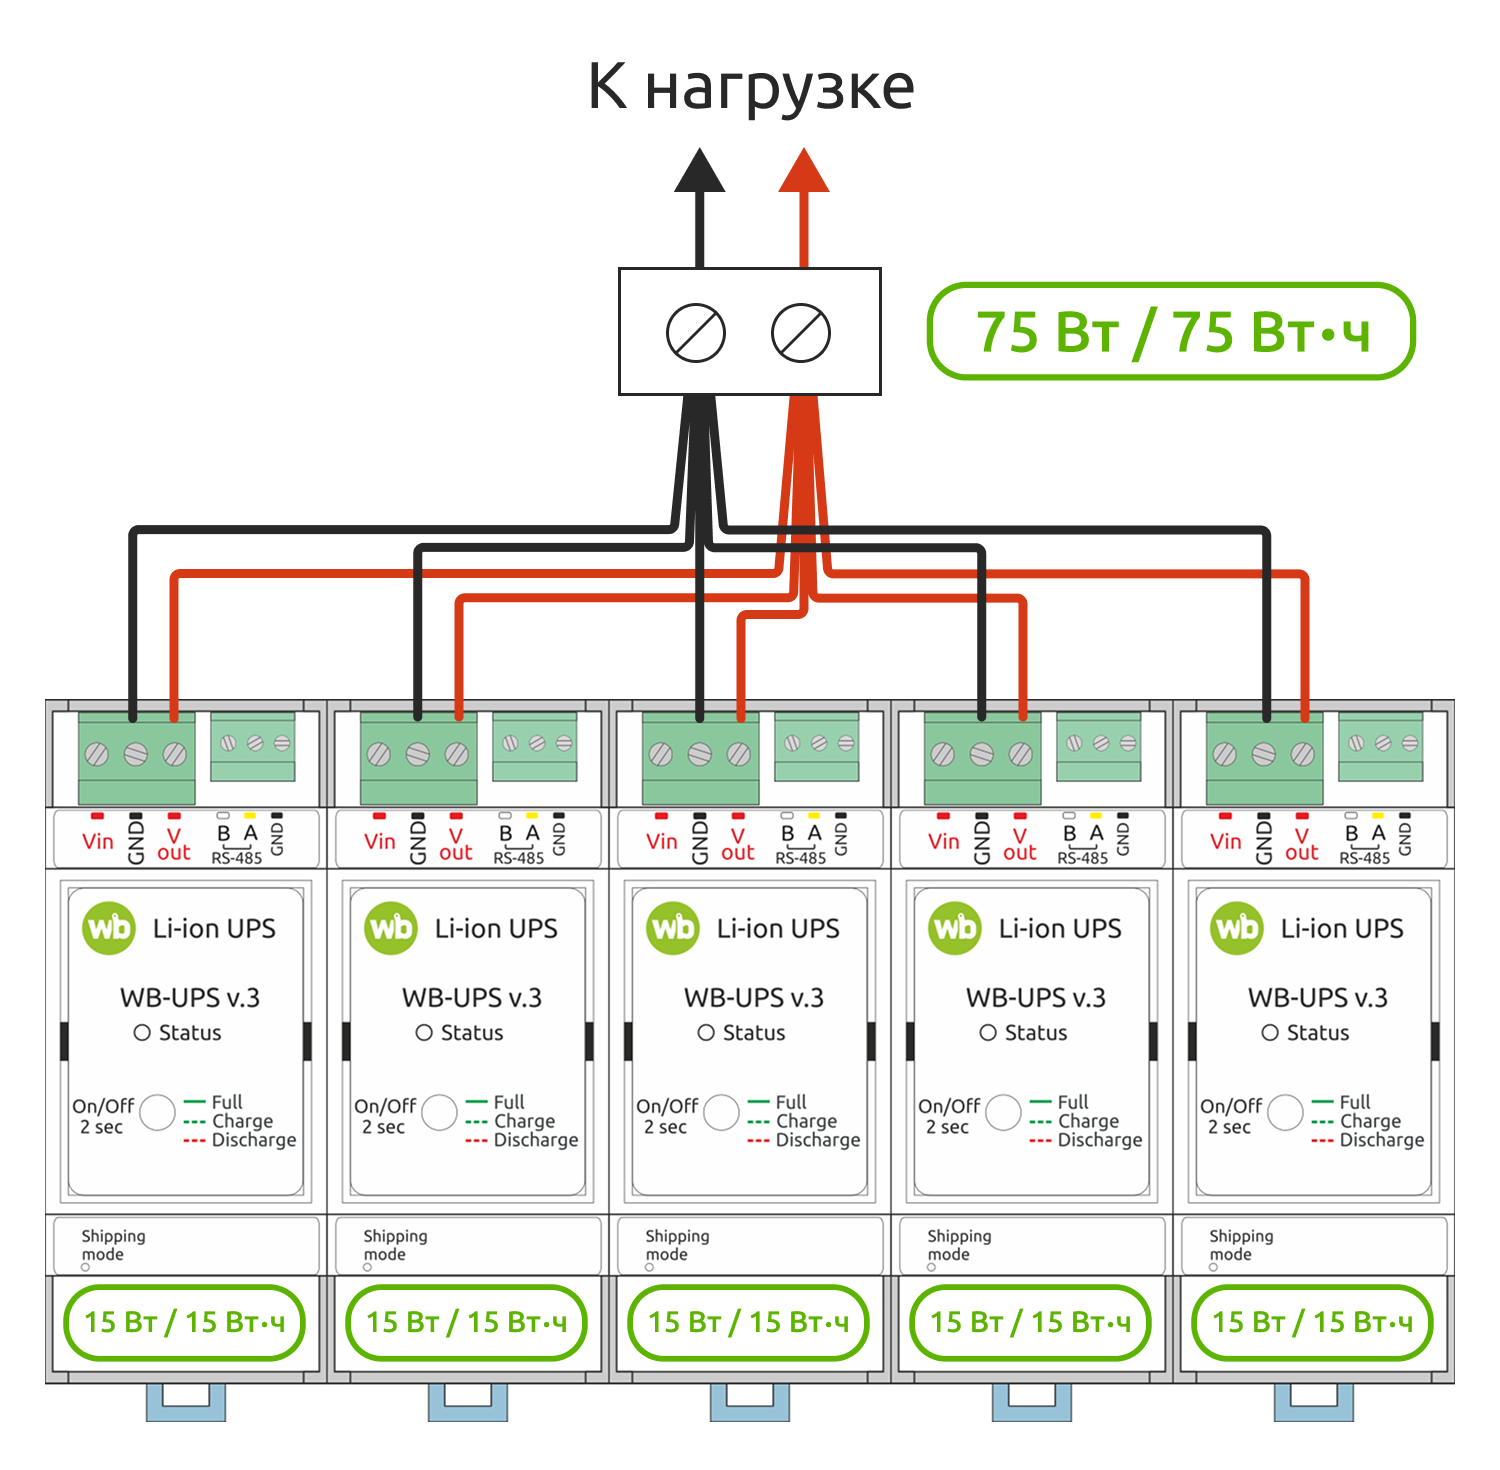 К нагрузке
75 Вт / 75 Вт•ч
Vin GND V out B A RS-485 GND
wb Li-ion UPS
WB-UPS v.3
Status
On/Off 2 sec
Full
Charge
Discharge
Shipping
mode
15 Вт / 15 Вт•ч
Vin GND V out B A RS-485 GND
wb Li-ion UPS
WB-UPS v.3
Status
On/Off 2 sec
Full
Charge
Discharge
Shipping
mode
15 Вт / 15 Вт•ч
Vin GND V out B A RS-485 GND
wb Li-ion UPS
WB-UPS v.3
Status
On/Off 2 sec
Full
Charge
Discharge
Shipping
mode
15 Вт / 15 Вт•ч
Vin GND V out B A RS-485 GND
wb Li-ion UPS
WB-UPS v.3
Status
On/Off 2 sec
Full
Charge
Discharge
Shipping
mode
15 Вт / 15 Вт•ч
Vin GND V out B A RS-485 GND
wb Li-ion UPS
WB-UPS v.3
Status
On/Off 2 sec
Full
Charge
Discharge
Shipping
mode
15 Вт / 15 Вт•ч